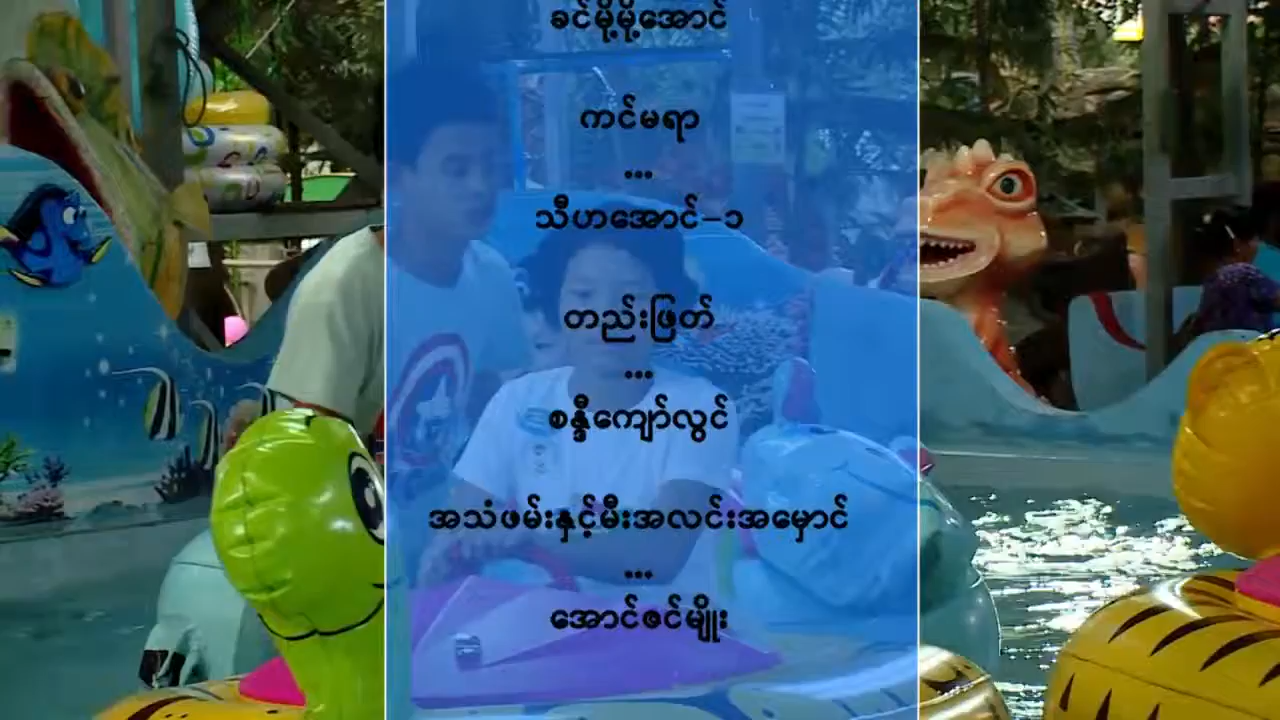 ခင်မို့မို့အောင်
ကင်မရာ
...
သီဟအောင်-၁
တည်းဖြတ်
...
စန္ဒီကျော်လွင်
အသံဖမ်းနှင့်မီးအလင်းအမှောင်
...
အောင်ဇင်မျိုး